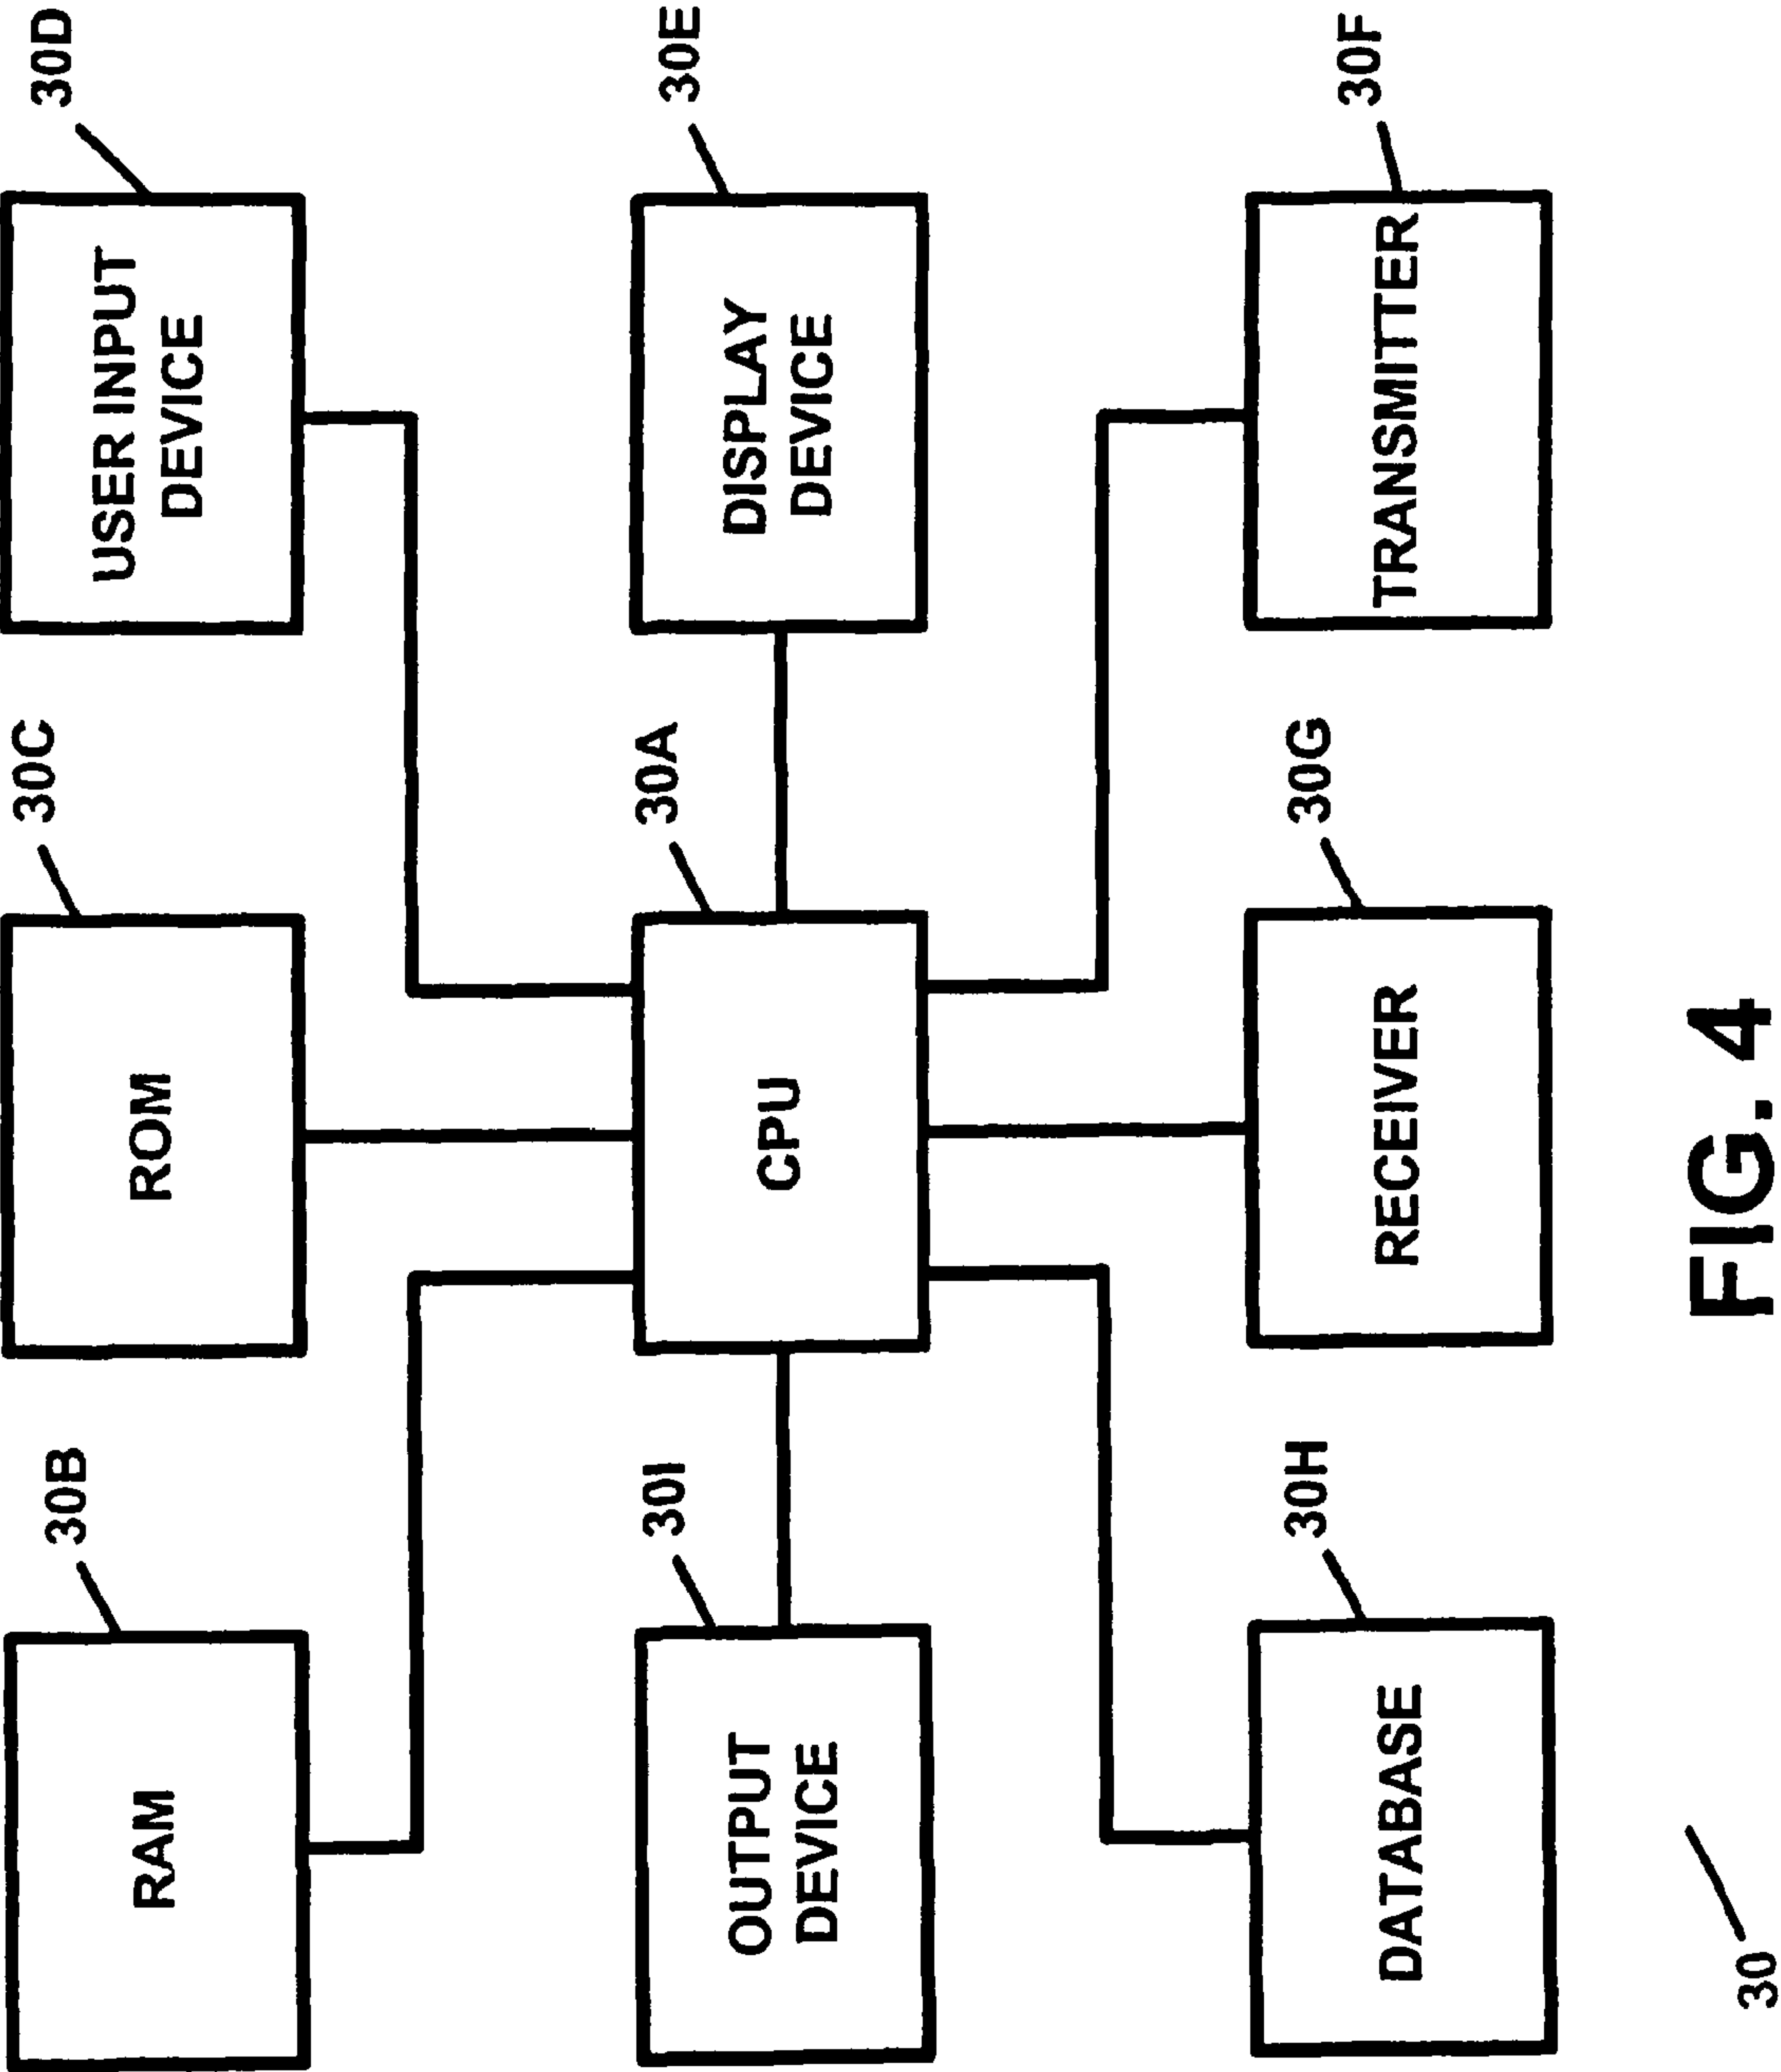 30B
30C
30D
RAM
ROM
USER INPUT
DEVICE
30I
30A
30E
OUTPUT
DEVICE
CPU
DISPLAY
DEVICE
30H
30G
30F
DATABASE
RECEIVER
TRANSMITTER
30
FIG. 4